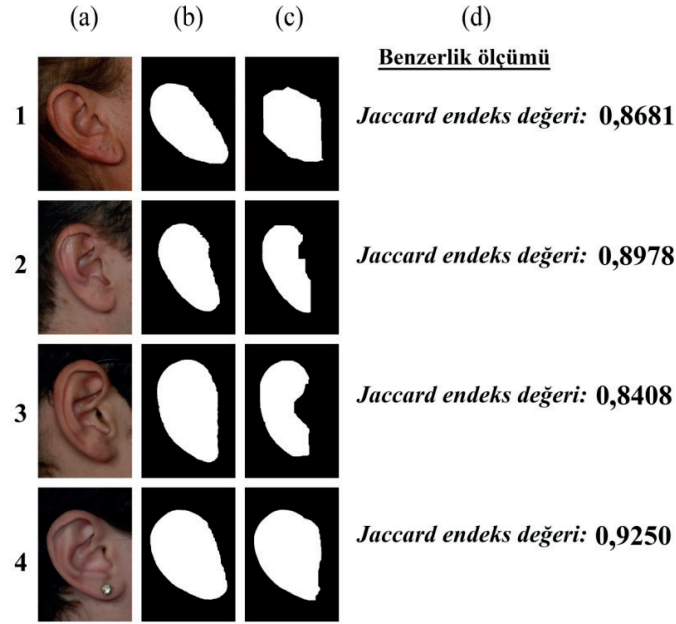 (a) (b) (c) (d)
Benzerlik ölçümü
1 Jaccard endeks değeri: 0,8681
2 Jaccard endeks değeri: 0,8978
3 Jaccard endeks değeri: 0,8408
4 Jaccard endeks değeri: 0,9250